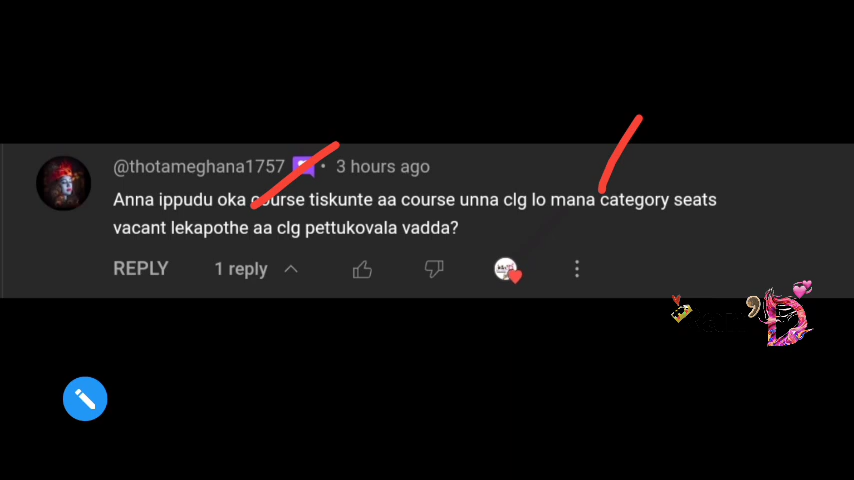 @thotameghana1757 • 3 hours ago
Anna ippudu oka course tiskunte aa course unna clg lo mana category seats
vacant lekapothe aa clg pettukovala vadda?
REPLY 1 reply
'D